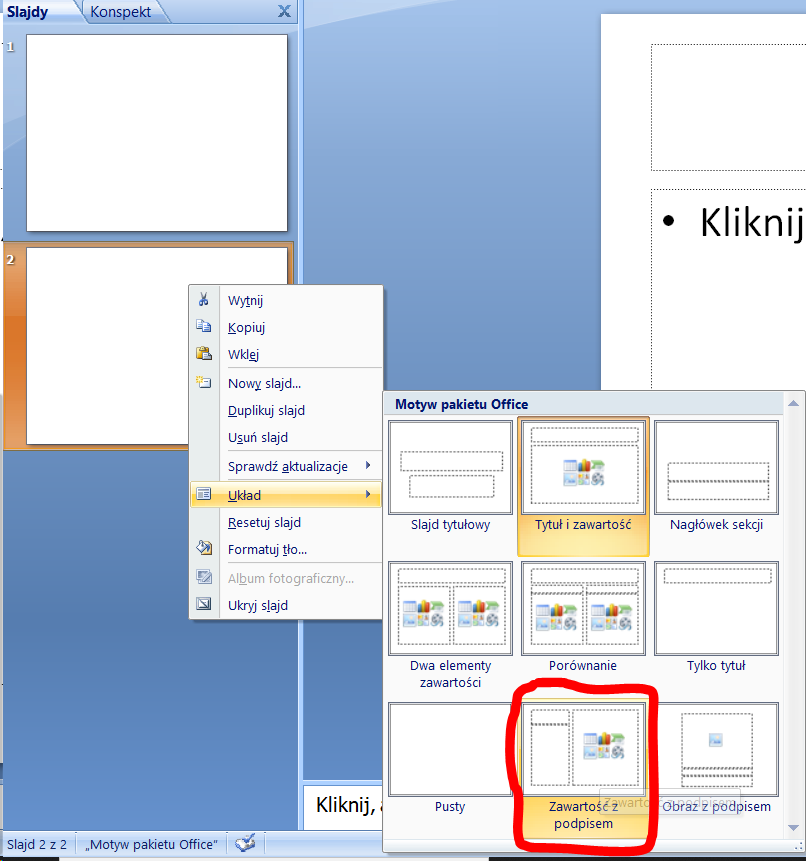 Slajdy
Konspekt
X
1
2
Kliknij
Wytnij
Kopiuj
Wklej
Nowy slajd...
Duplikuj slajd
Usuń slajd
Sprawdź aktualizacje
Układ
Resetuj slajd
Formatuj tło...
Album fotograficzny...
Ukryj slajd
Motyw pakietu Office
Slajd tytułowy
Tytuł i zawartość
Nagłówek sekcji
Dwa elementy
zawartości
Porównanie
Tylko tytuł
Pusty
Zawartość z
podpisem
Zawartość z podpisem
Obraz z podpisem
Kliknij, a
Slajd 2 z 2
„Motyw pakietu Office”